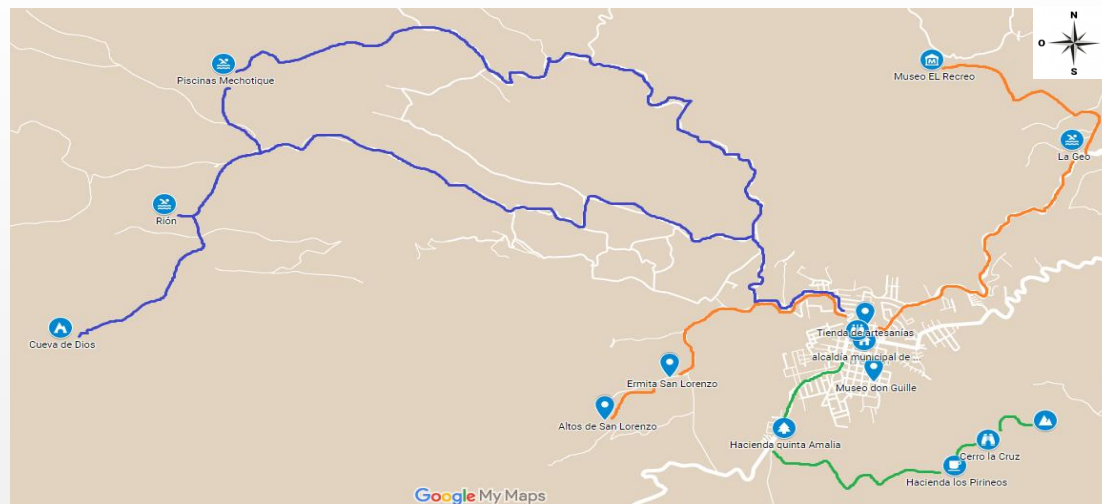 N
O
S
Piscinas Mechotique
Museo EL Recreo
La Geo
Rión
Tienda de artesanías
Cueva de Dios
alcaldía municipal de ...
Ermita San Lorenzo
Museo don Guille
Altos de San Lorenzo
Hacienda quinta Amalia
Cerro la Cruz
Hacienda los Pirineos
Google My Maps